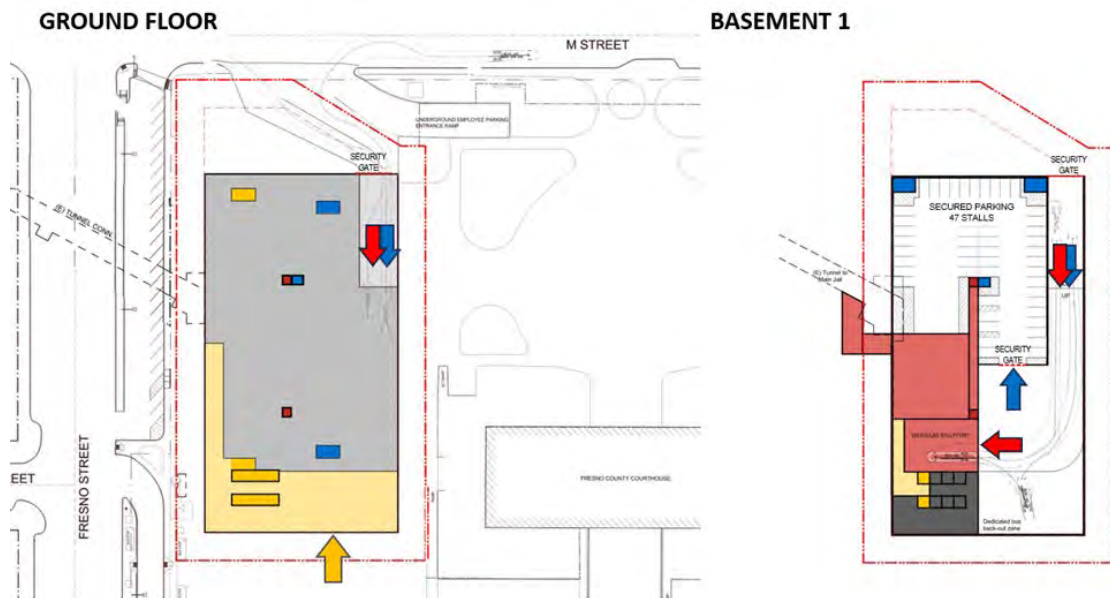 GROUND FLOOR
BASEMENT 1
M STREET
UNDERGROUND EMPLOYEE PARKING
ENTRANCE RAMP
SECURITY
GATE
(E) TUNNEL CONN.
FRESNO STREET
EET
FRESNO COUNTY COURTHOUSE
SECURITY
GATE
SECURED PARKING
47 STALLS
(E) Tunnel to
Main Jail
UP
SECURITY
GATE
VEHICULAR SALLYPORT
Dedicated bus
back-out zone